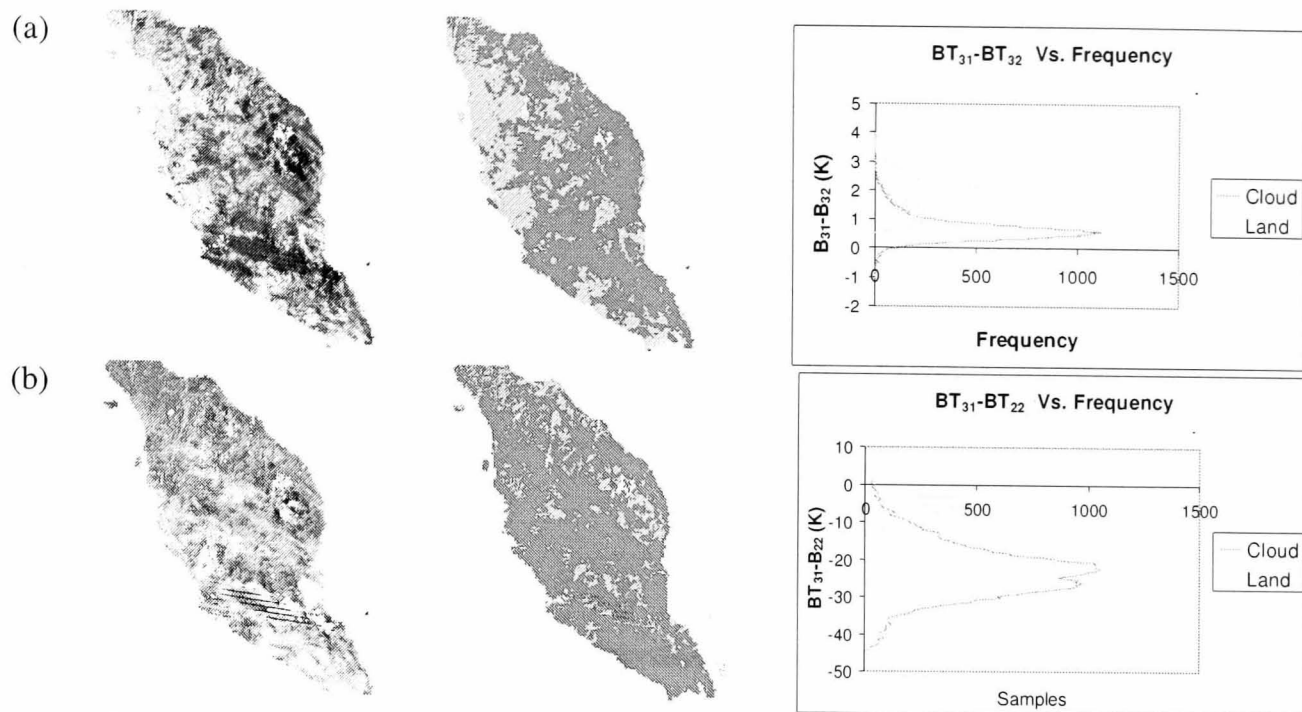 (a)
BT31-BT32 Vs. Frequency
5
4
3
2
1
0
-1
-2
0
500
1000
1500
B31-B32 (K)
Frequency
Cloud
Land
(b)
BT31-BT22 Vs. Frequency
10
0
-10
-20
-30
-40
-50
0
500
1000
1500
BT31-B22 (K)
Samples
Cloud
Land